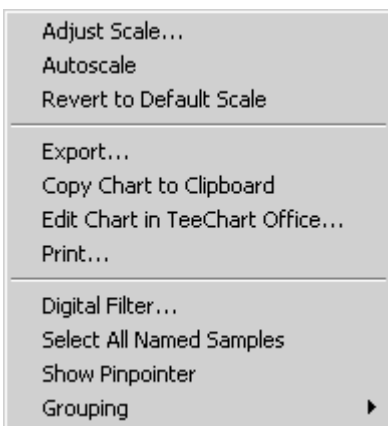 Adjust Scale...
Autoscale
Revert to Default Scale
Export...
Copy Chart to Clipboard
Edit Chart in TeeChart Office...
Print...
Digital Filter...
Select All Named Samples
Show Pinpointer
Grouping